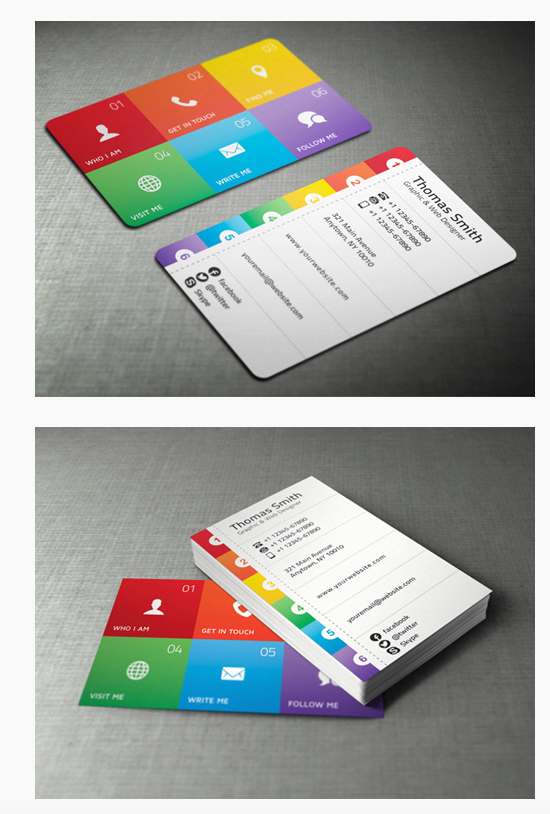 01
02
03
WHO I AM
GET IN TOUCH
FIND ME
04
05
06
VISIT ME
WRITE ME
FOLLOW ME
1
2
3
4
5
6
Thomas Smith
Graphic & Web Designer
+1 12345-67890
+1 12345-67890
+1 12345-67890
321 Main Avenue
Anytown, NY 10010
www.yourwebsite.com
youremail@website.com
facebook
@twitter
Skype
Thomas Smith
Graphic & Web Designer
+1 12345-67890
+1 12345-67890
+1 12345-67890
321 Main Avenue
Anytown, NY 10010
www.yourwebsite.com
youremail@website.com
facebook
@twitter
Skype
1
2
3
4
5
6
01
WHO I AM
GET IN TOUCH
04
05
VISIT ME
WRITE ME
FOLLOW ME